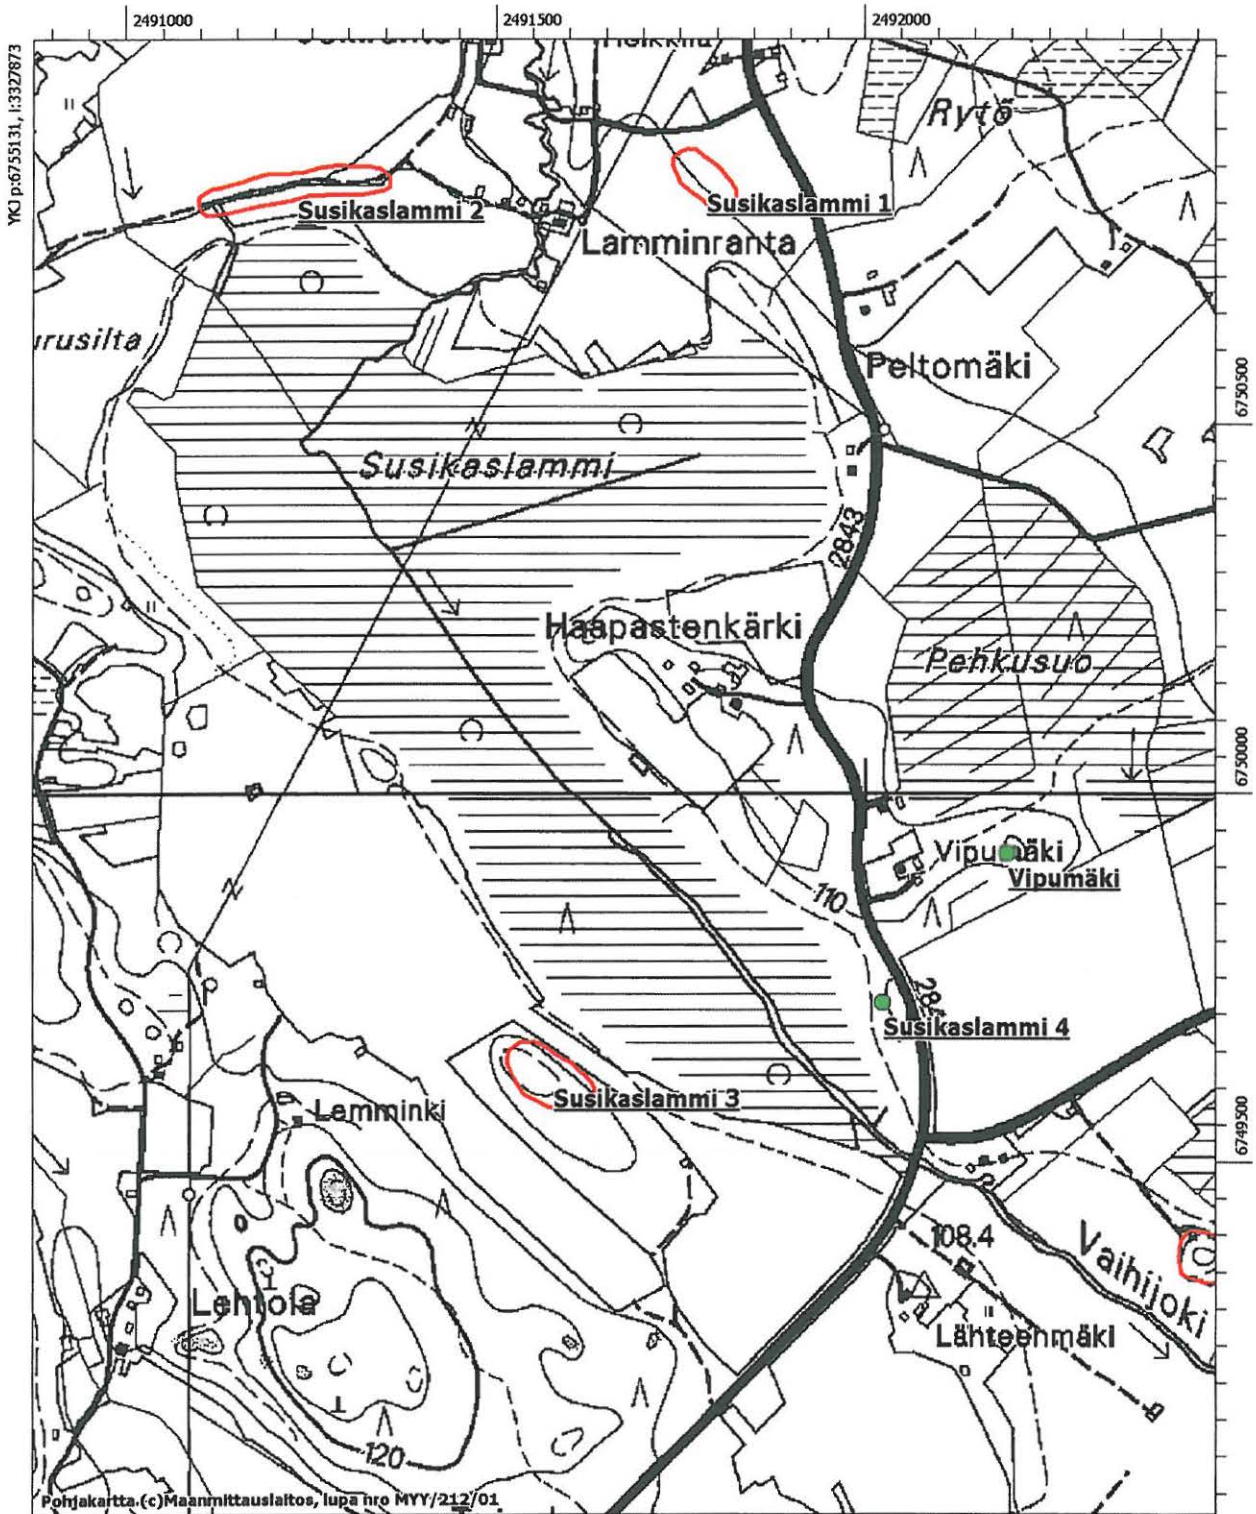 2491000
2491500
2492000
YKJ p:6755131, i:3327873
Rytö
Susikaslammi 2
Susikaslammi 1
Lamminranta
rusilta
Peltomäki
6750500
Susikaslammi
2843
Haapastenkärki
Pehkusuo
6750000
Vipumäki
Vipumäki
110
284
Susikaslammi 4
Susikaslammi 3
Lemminki
6749500
108.4
Vaihijoki
Lehtola
Lähteenmäki
120
Pohjakartta (c)Maanmittauslaitos, lupa nro MYY/212/01